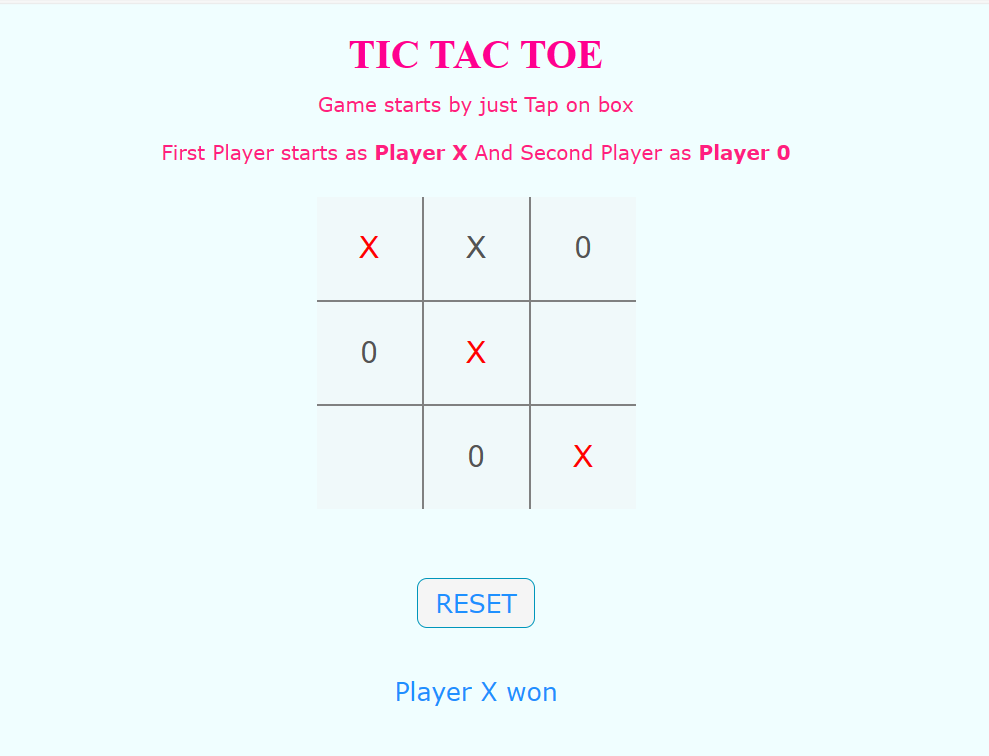 TIC TAC TOE
Game starts by just Tap on box
First Player starts as Player X And Second Player as Player 0
X X 0
0 X
0 X
RESET
Player X won